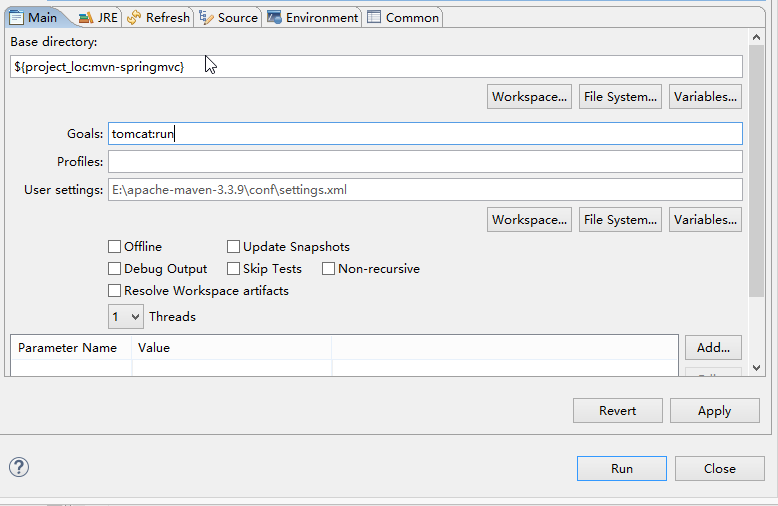 Main JRE Refresh Source Environment Common
Base directory:
${project_loc:mvn-springmvc}
Workspace... File System... Variables...
Goals: tomcat:run
Profiles:
User settings: E:\apache-maven-3.3.9\conf\settings.xml
Workspace... File System... Variables...
Offline Update Snapshots
Debug Output Skip Tests Non-recursive
Resolve Workspace artifacts
1 Threads
Parameter Name Value Add...
Revert Apply
? Run Close